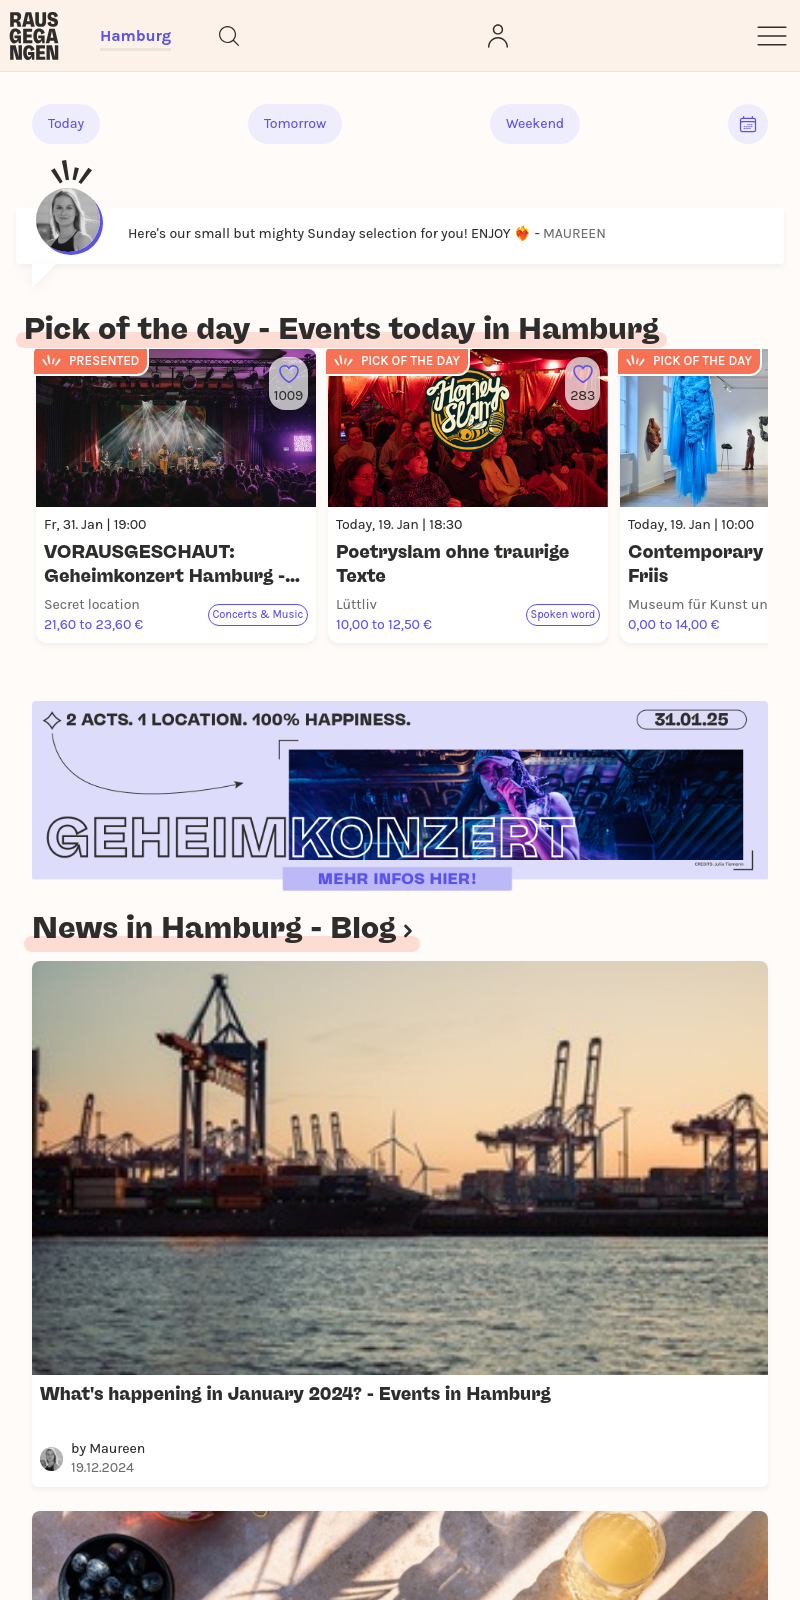 RAUS
GEGA
NGEN
Hamburg
Today
Tomorrow
Weekend
Here's our small but mighty Sunday selection for you! ENJOY ❤️‍🔥 - MAUREEN
Pick of the day - Events today in Hamburg
PRESENTED
1009
Fr, 31. Jan | 19:00
VORAUSGESCHAUT:
Geheimkonzert Hamburg -...
Secret location
21,60 to 23,60 €
Concerts & Music
PICK OF THE DAY
Honey
Slam
283
Today, 19. Jan | 18:30
Poetryslam ohne traurige
Texte
Lüttliv
10,00 to 12,50 €
Spoken word
PICK OF THE DAY
Today, 19. Jan | 10:00
Contemporary
Friis
Museum für Kunst un
0,00 to 14,00 €
2 ACTS. 1 LOCATION. 100% HAPPINESS.
31.01.25
GEHEIMKONZERT
CREDITS: Julia Tiemann
MEHR INFOS HIER!
News in Hamburg - Blog ›
What's happening in January 2024? - Events in Hamburg
by Maureen
19.12.2024